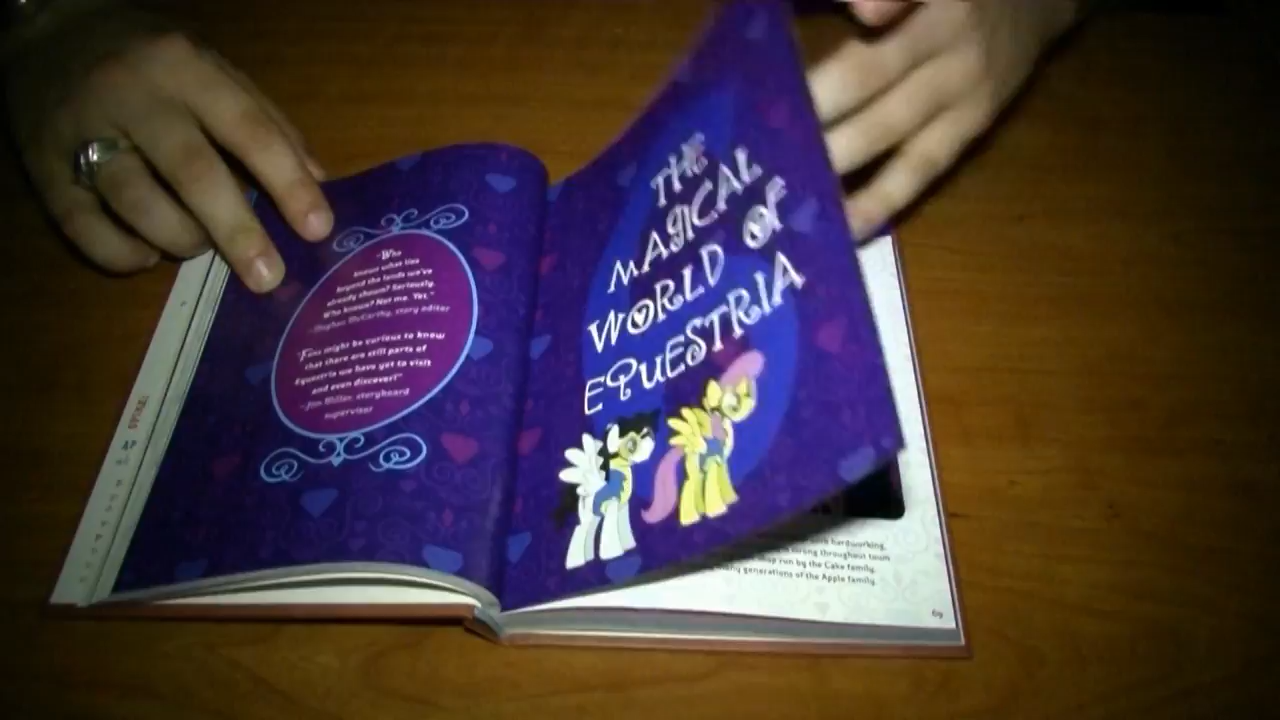 "Who
knows what lies
beyond the lands we've
already shown? Seriously.
Who knows? Not me. Yet."
-Meghan McCarthy, story editor
"Fans might be curious to know
that there are still parts of
Equestria we have yet to visit
and even discover!"
-Jim Miller, storyboard
supervisor
THE
MAGICAL
WORLD OF
EQUESTRIA
hardworking,
strong throughout town
run by the Cake family.
many generations of the Apple family.
69